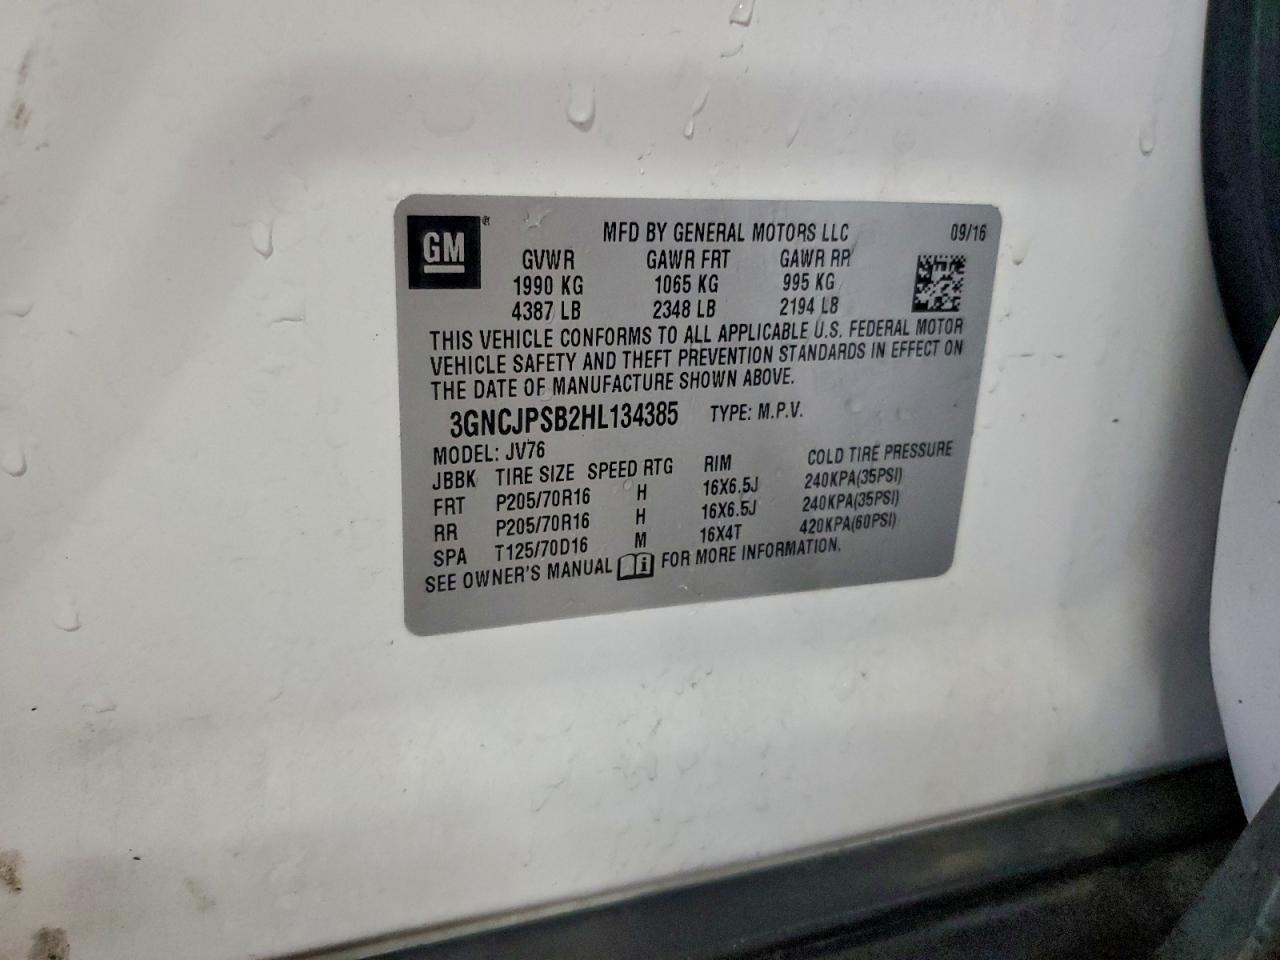 GM
MFD BY GENERAL MOTORS LLC 09/16
GVWR GAWR FRT GAWR RR
1990 KG 1065 KG 995 KG
4387 LB 2348 LB 2194 LB
THIS VEHICLE CONFORMS TO ALL APPLICABLE U.S. FEDERAL MOTOR
VEHICLE SAFETY AND THEFT PREVENTION STANDARDS IN EFFECT ON
THE DATE OF MANUFACTURE SHOWN ABOVE.
3GNCJPSB2HL134385 TYPE: M.P.V.
MODEL: JV76
JBBK TIRE SIZE SPEED RTG RIM COLD TIRE PRESSURE
FRT P205/70R16 H 16X6.5J 240KPA(35PSI)
RR P205/70R16 H 16X6.5J 240KPA(35PSI)
SPA T125/70D16 M 16X4T 420KPA(60PSI)
SEE OWNER'S MANUAL FOR MORE INFORMATION.